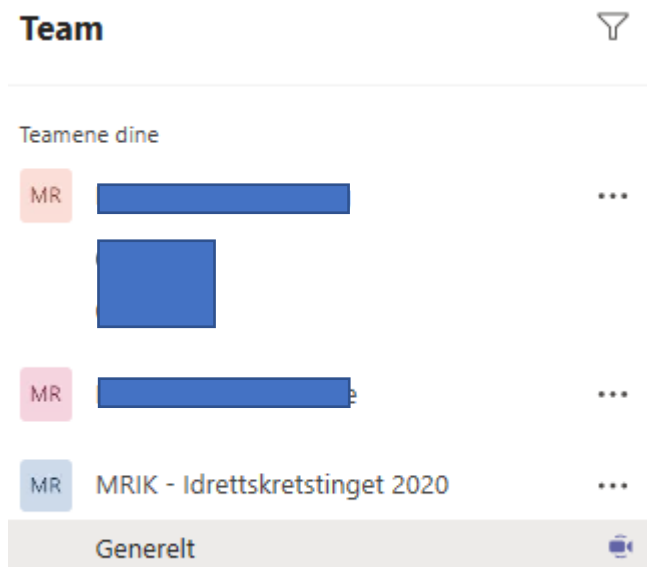 Team
Teamene dine
MR
MR
MR MRIK - Idrettskretstinget 2020
Generelt